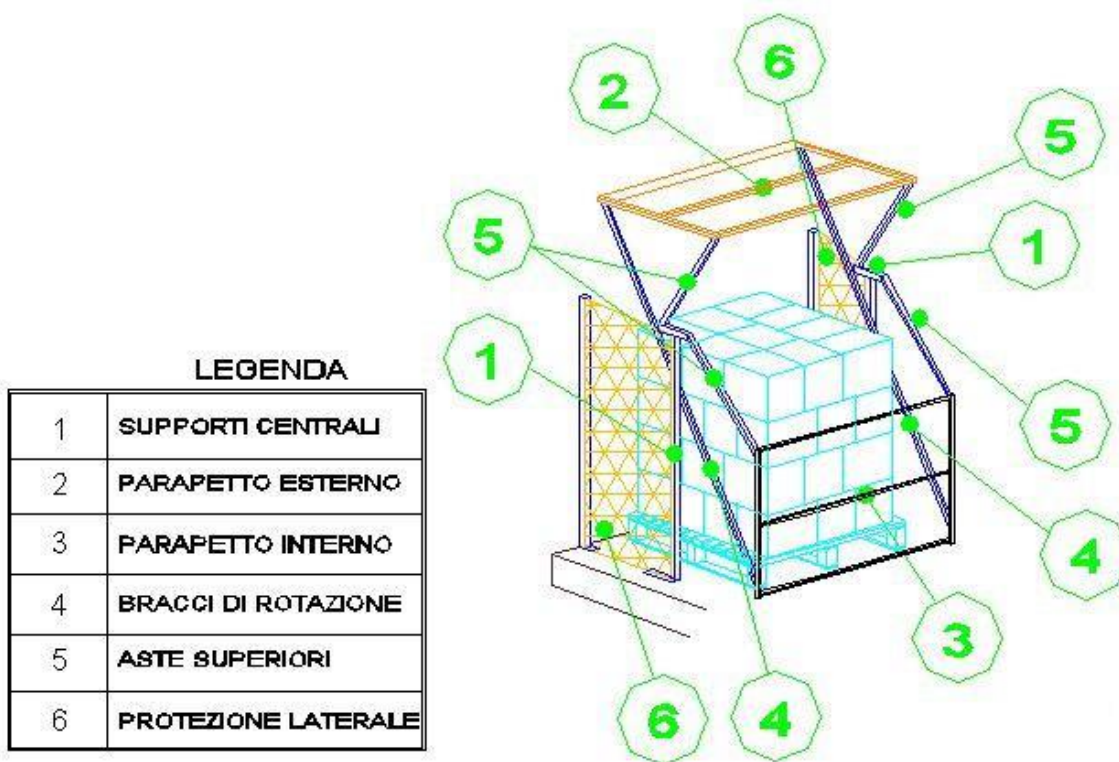 LEGENDA
1 SUPPORTI CENTRALI
2 PARAPETTO ESTERNO
3 PARAPETTO INTERNO
4 BRACCI DI ROTAZIONE
5 ASTE SUPERIORI
6 PROTEZIONE LATERALE
6
2
5
5
1
1
5
4
3
6
4